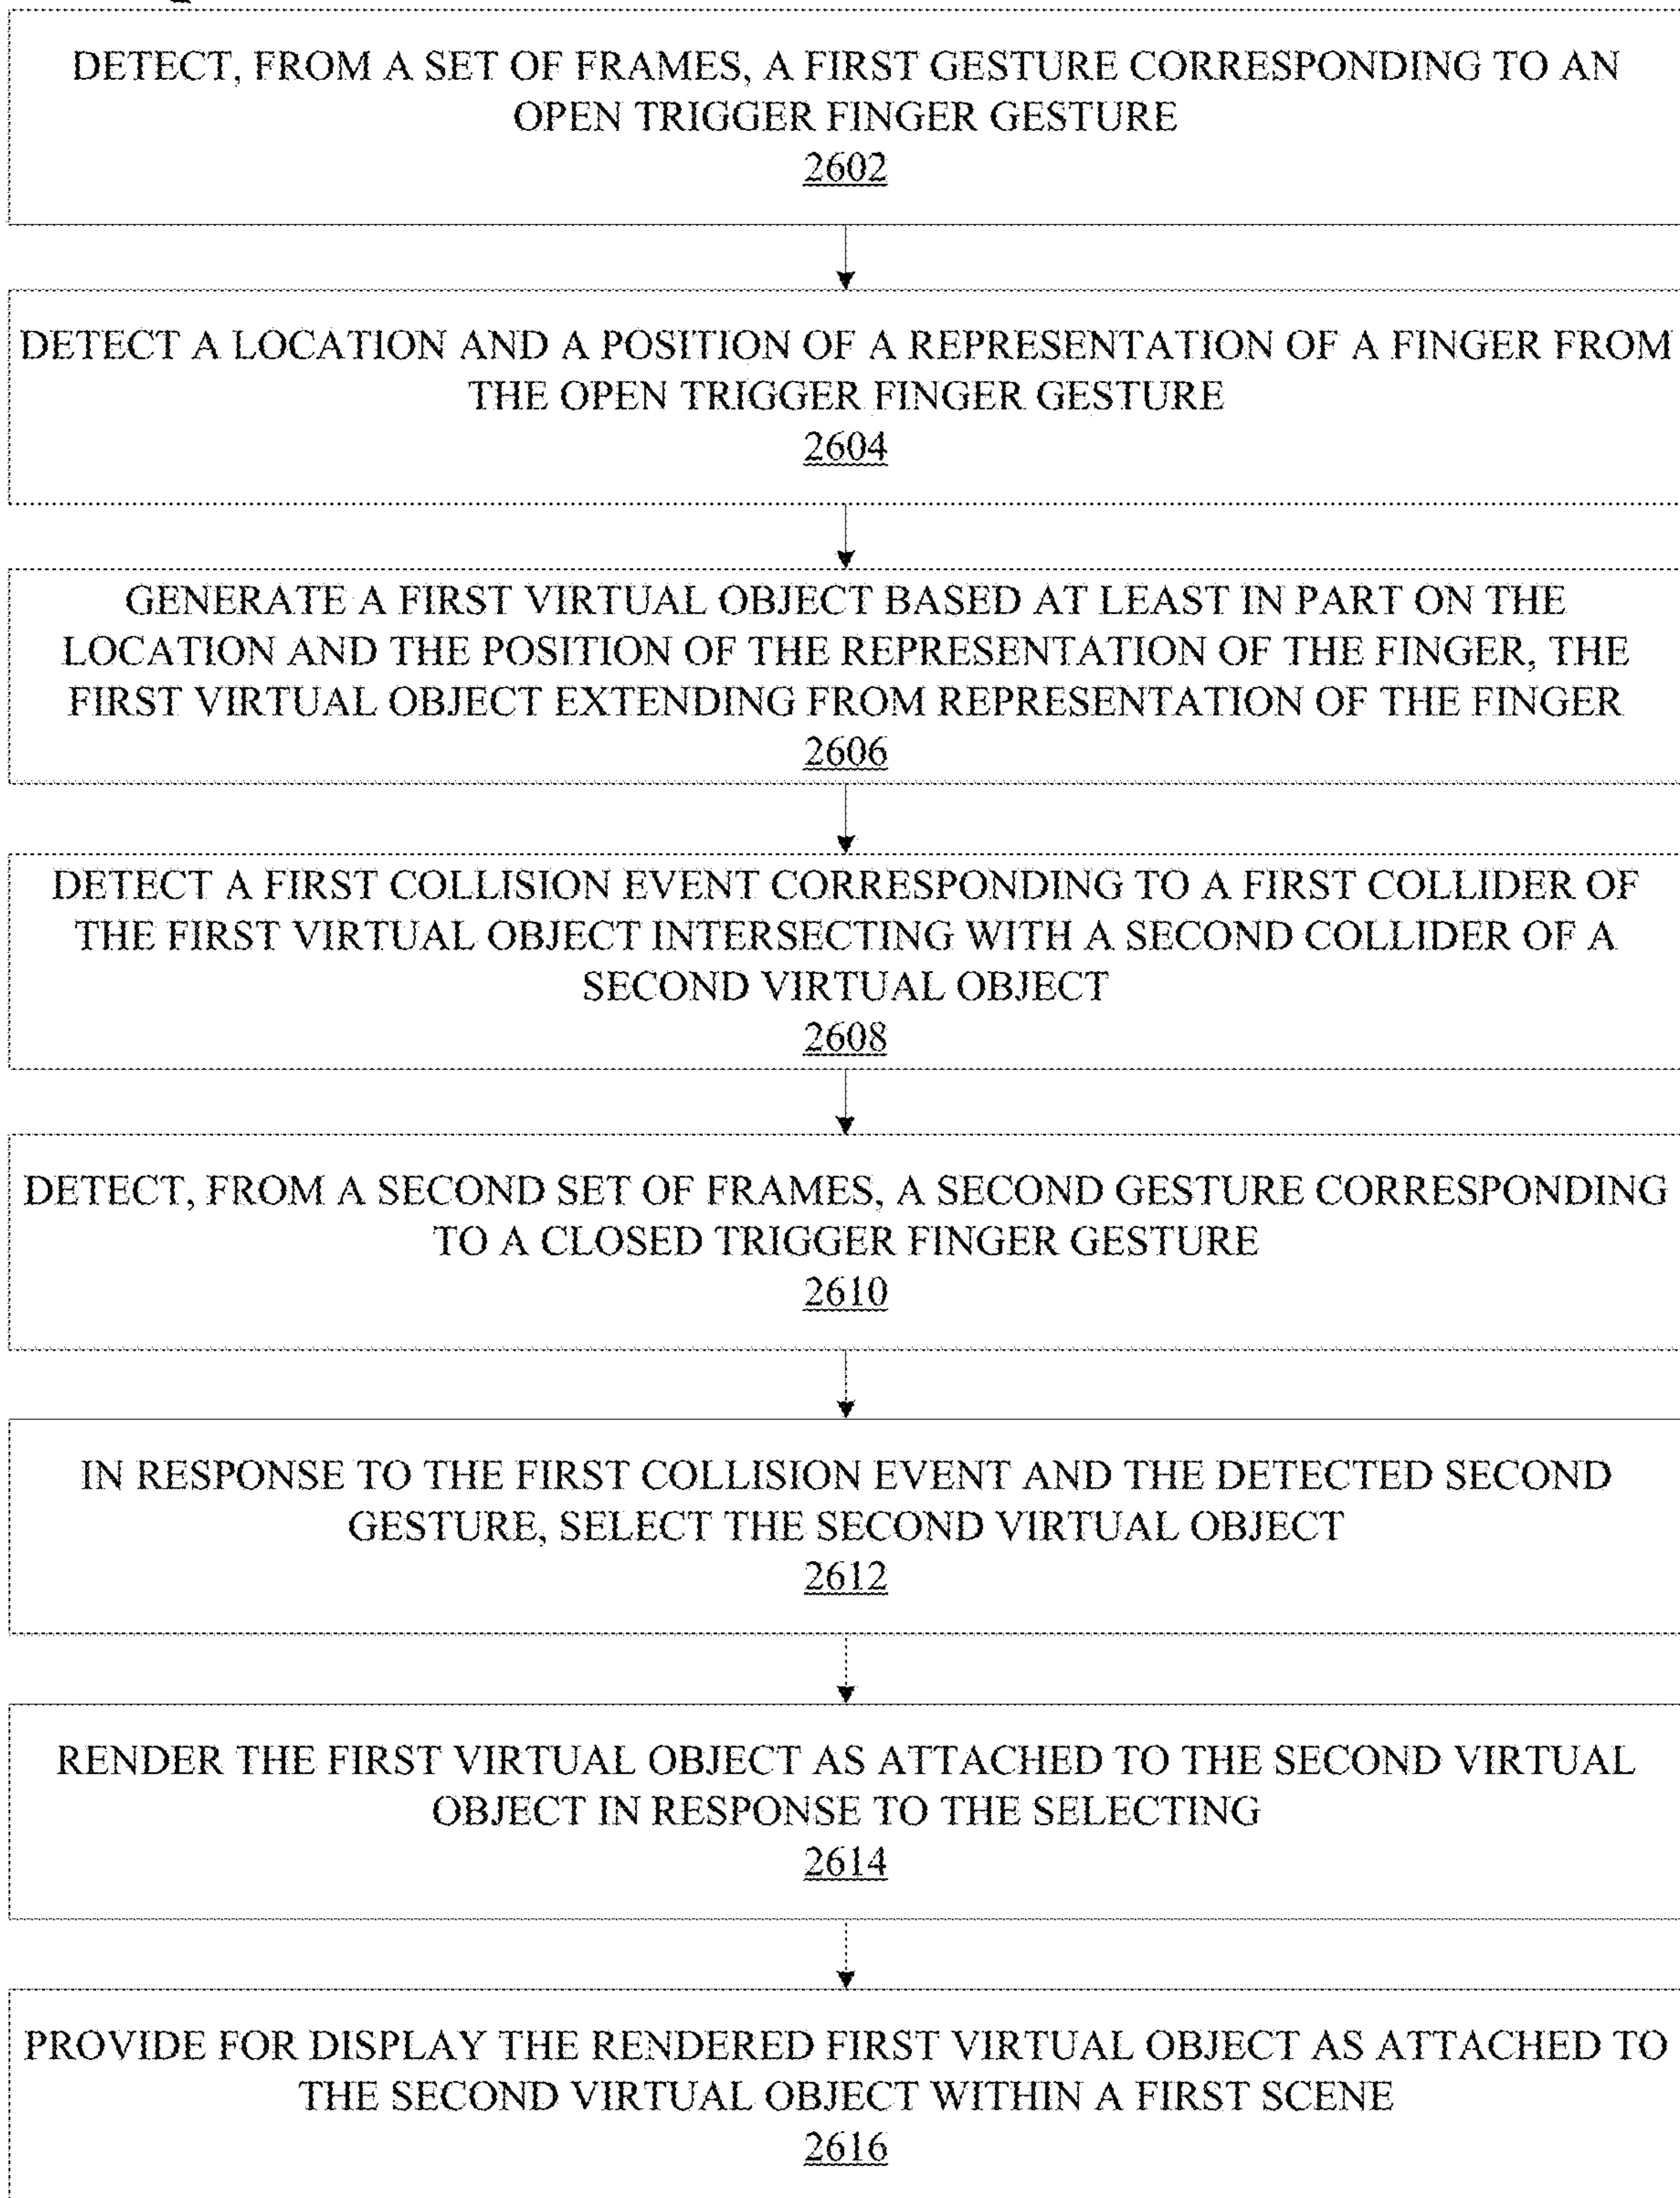 DETECT, FROM A SET OF FRAMES, A FIRST GESTURE CORRESPONDING TO AN
OPEN TRIGGER FINGER GESTURE
2602
DETECT A LOCATION AND A POSITION OF A REPRESENTATION OF A FINGER FROM
THE OPEN TRIGGER FINGER GESTURE
2604
GENERATE A FIRST VIRTUAL OBJECT BASED AT LEAST IN PART ON THE
LOCATION AND THE POSITION OF THE REPRESENTATION OF THE FINGER, THE
FIRST VIRTUAL OBJECT EXTENDING FROM REPRESENTATION OF THE FINGER
2606
DETECT A FIRST COLLISION EVENT CORRESPONDING TO A FIRST COLLIDER OF
THE FIRST VIRTUAL OBJECT INTERSECTING WITH A SECOND COLLIDER OF A
SECOND VIRTUAL OBJECT
2608
DETECT, FROM A SECOND SET OF FRAMES, A SECOND GESTURE CORRESPONDING
TO A CLOSED TRIGGER FINGER GESTURE
2610
IN RESPONSE TO THE FIRST COLLISION EVENT AND THE DETECTED SECOND
GESTURE, SELECT THE SECOND VIRTUAL OBJECT
2612
RENDER THE FIRST VIRTUAL OBJECT AS ATTACHED TO THE SECOND VIRTUAL
OBJECT IN RESPONSE TO THE SELECTING
2614
PROVIDE FOR DISPLAY THE RENDERED FIRST VIRTUAL OBJECT AS ATTACHED TO
THE SECOND VIRTUAL OBJECT WITHIN A FIRST SCENE
2616